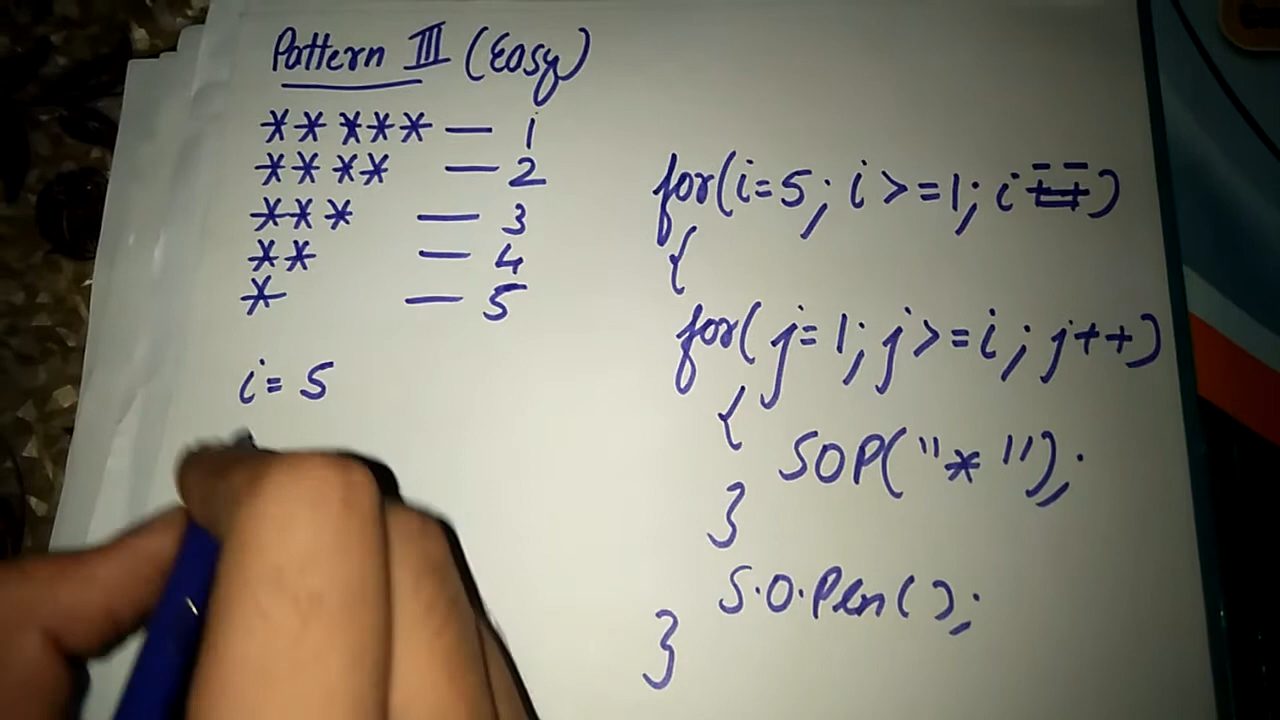 Pattern III (Easy)
***** — 1
**** — 2
*** — 3
** — 4
* — 5
i = 5
for(i=5; i>=1; i--)
{
for(j=1; j>=i; j++)
{
SOP("*");
}
S.O.Pln();
}